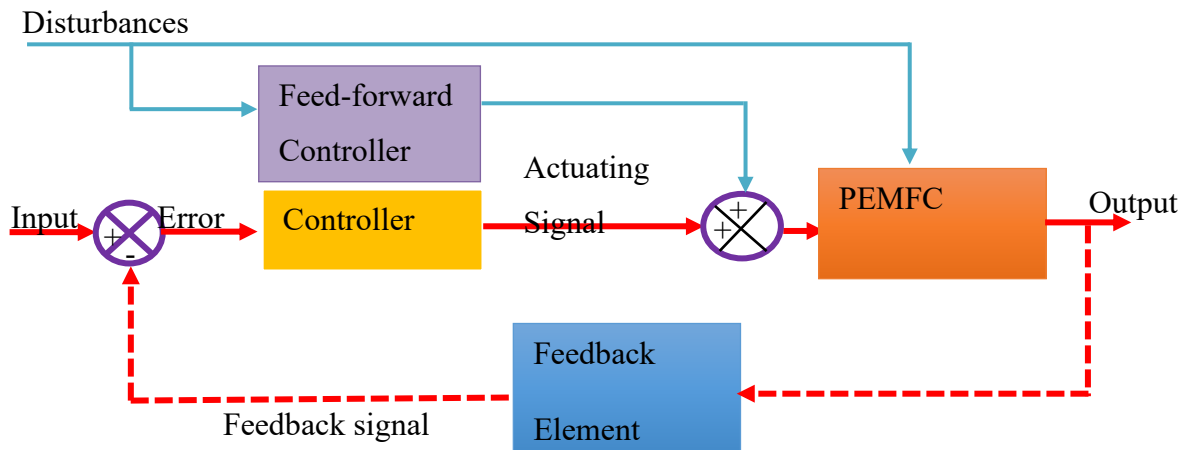 Disturbances
Feed-forward
Controller
Actuating
Signal
Input
+
-
Error
Controller
+
+
PEMFC
Output
Feedback
Element
Feedback signal